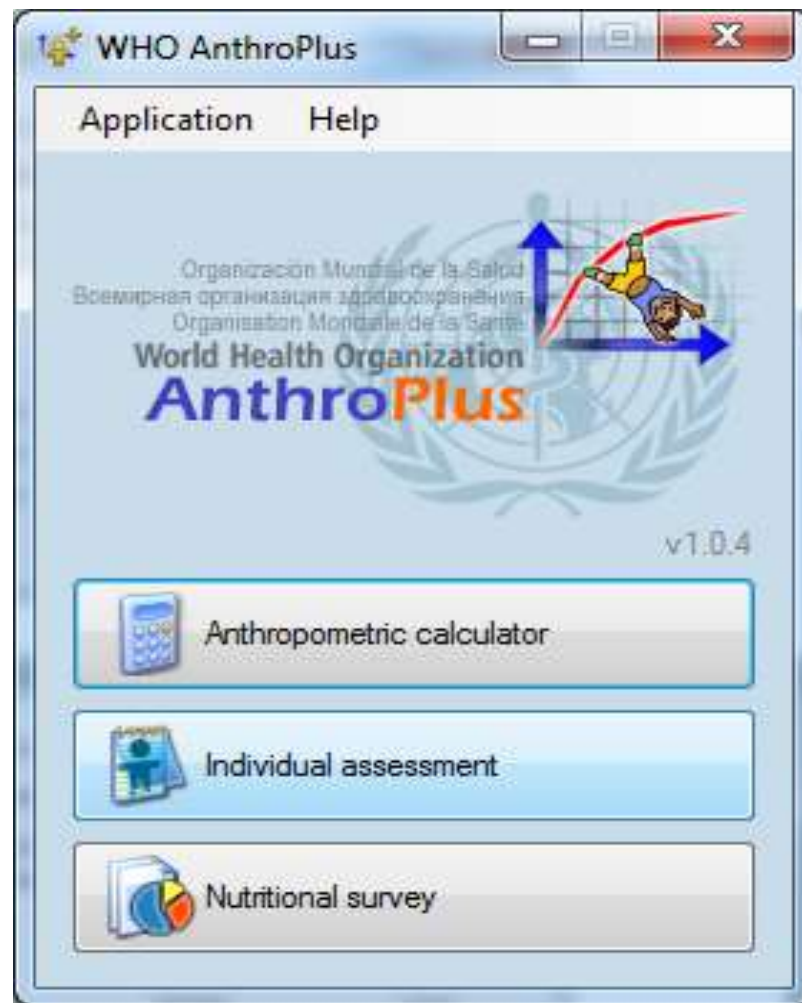 WHO AnthroPlus
Application Help
Organización Mundial de la Salud
Всемирная организация здравоохранения
Organisation Mondiale de la Santé
World Health Organization
AnthroPlus
v1.0.4
Anthropometric calculator
Individual assessment
Nutritional survey